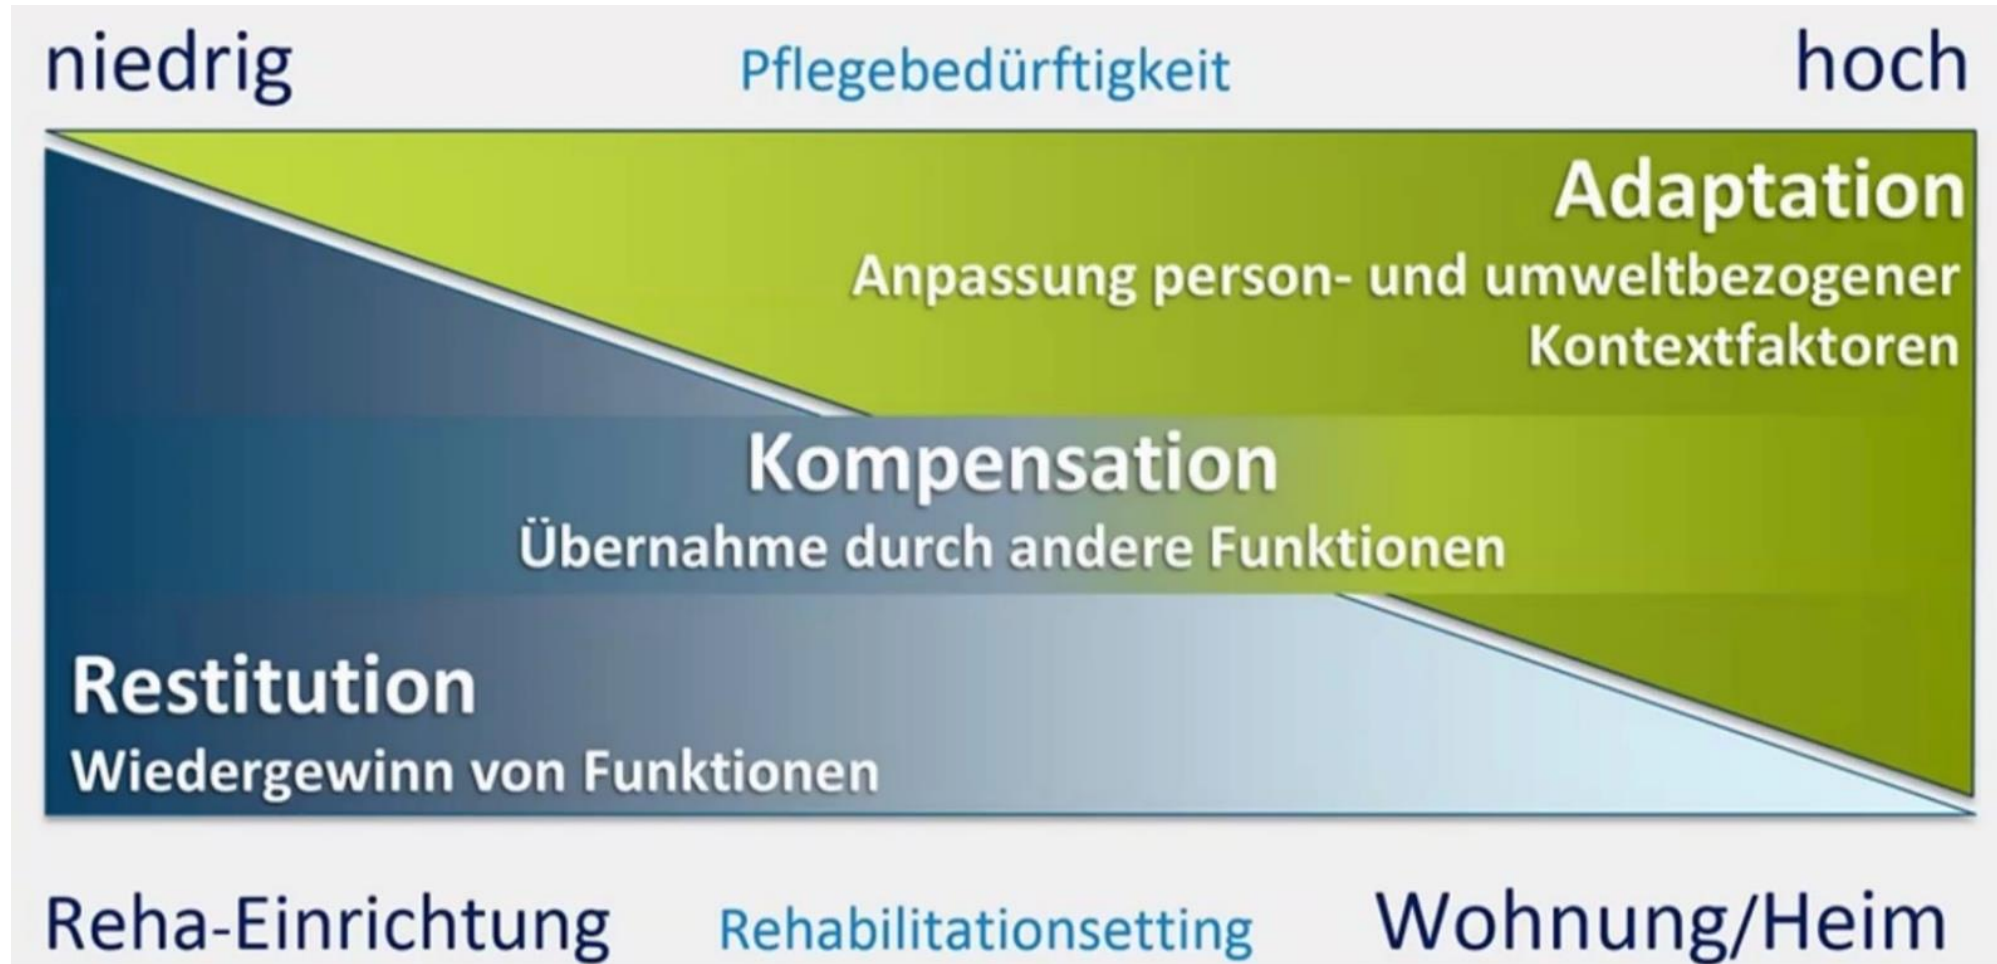 niedrig Pflegebedürftigkeit hoch
Adaptation
Anpassung person- und umweltbezogener
Kontextfaktoren
Kompensation
Übernahme durch andere Funktionen
Restitution
Wiedergewinn von Funktionen
Reha-Einrichtung Rehabilitationsetting Wohnung/Heim